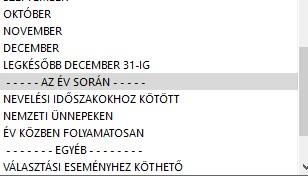 OKTÓBER
NOVEMBER
DECEMBER
LEGKÉSŐBB DECEMBER 31-IG
- - - - - AZ ÉV SORÁN - - - - -
NEVELÉSI IDŐSZAKOKHOZ KÖTÖTT
NEMZETI ÜNNEPEKEN
ÉV KÖZBEN FOLYAMATOSAN
- - - - - - - EGYÉB - - - - - - - -
VÁLASZTÁSI ESEMÉNYHEZ KÖTHETŐ